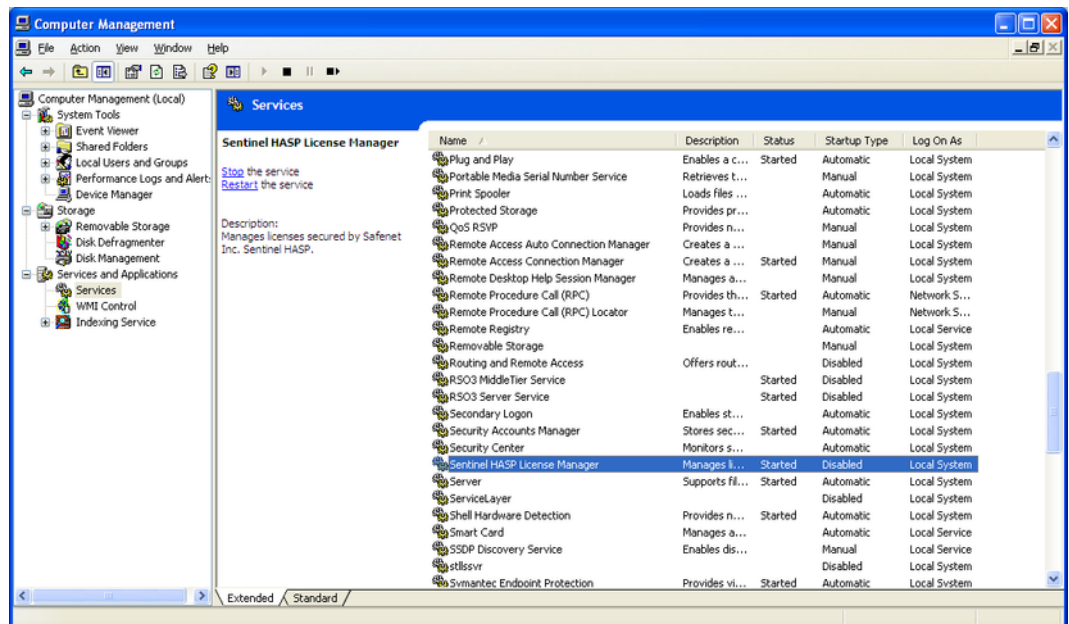 Computer Management
File Action View Window Help
Computer Management (Local)
System Tools
Event Viewer
Shared Folders
Local Users and Groups
Performance Logs and Alert:
Device Manager
Storage
Removable Storage
Disk Defragmenter
Disk Management
Services and Applications
Services
WMI Control
Indexing Service
Services
Sentinel HASP License Manager
Stop the service
Restart the service
Description:
Manages licenses secured by Safenet
Inc. Sentinel HASP.
Name Description Status Startup Type Log On As
Plug and Play Enables a c... Started Automatic Local System
Portable Media Serial Number Service Retrieves t... Manual Local System
Print Spooler Loads files ... Automatic Local System
Protected Storage Provides pr... Automatic Local System
QoS RSVP Provides n... Manual Local System
Remote Access Auto Connection Manager Creates a ... Manual Local System
Remote Access Connection Manager Creates a ... Started Manual Local System
Remote Desktop Help Session Manager Manages a... Manual Local System
Remote Procedure Call (RPC) Provides th... Started Automatic Network S...
Remote Procedure Call (RPC) Locator Manages t... Manual Network S...
Remote Registry Enables re... Automatic Local Service
Removable Storage Manual Local System
Routing and Remote Access Offers rout... Disabled Local System
RSO3 MiddleTier Service Started Disabled Local System
RSO3 Server Service Started Disabled Local System
Secondary Logon Enables st... Automatic Local System
Security Accounts Manager Stores sec... Started Automatic Local System
Security Center Monitors s... Automatic Local System
Sentinel HASP License Manager Manages li... Started Disabled Local System
Server Supports fil... Started Automatic Local System
ServiceLayer Disabled Local System
Shell Hardware Detection Provides n... Started Automatic Local System
Smart Card Manages a... Automatic Local Service
SSDP Discovery Service Enables dis... Manual Local Service
stllssvr Disabled Local System
Symantec Endpoint Protection Provides vi... Started Automatic Local System
Extended Standard